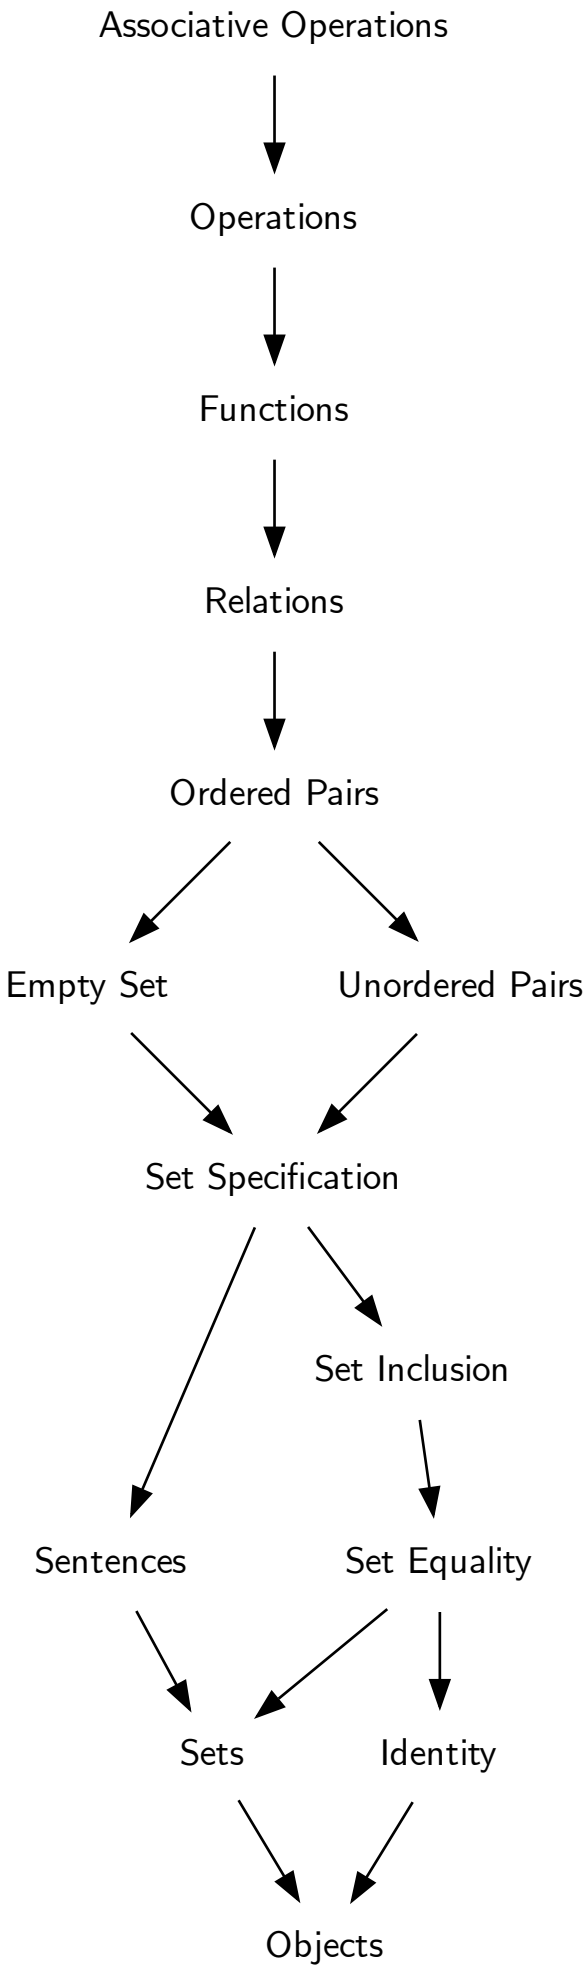 Associative Operations
Operations
Functions
Relations
Ordered Pairs
Empty Set
Unordered Pairs
Set Specification
Set Inclusion
Sentences
Set Equality
Sets
Identity
Objects